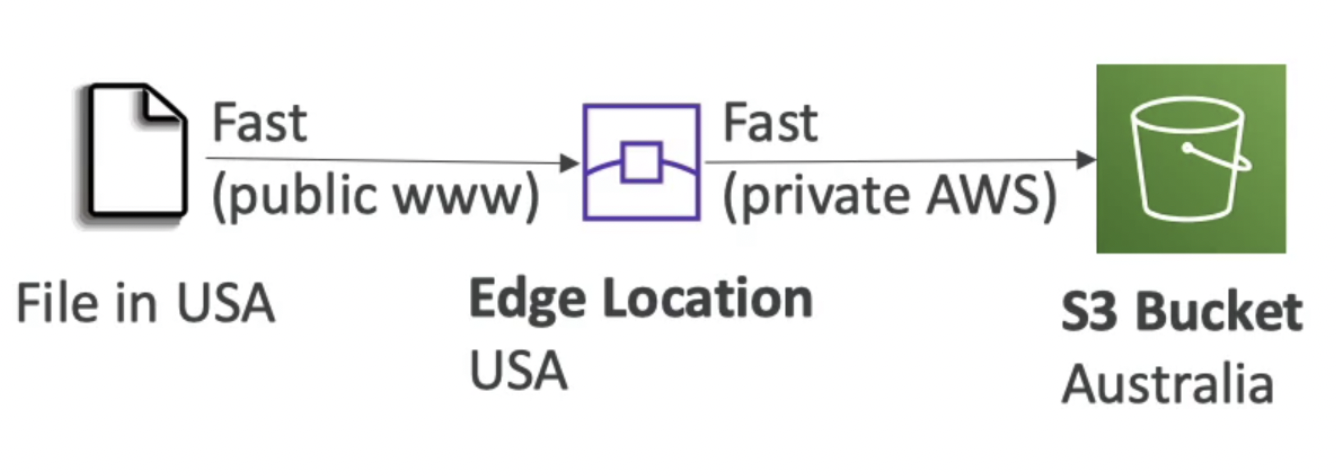 Fast
(public www)
Fast
(private AWS)
File in USA
Edge Location
USA
S3 Bucket
Australia